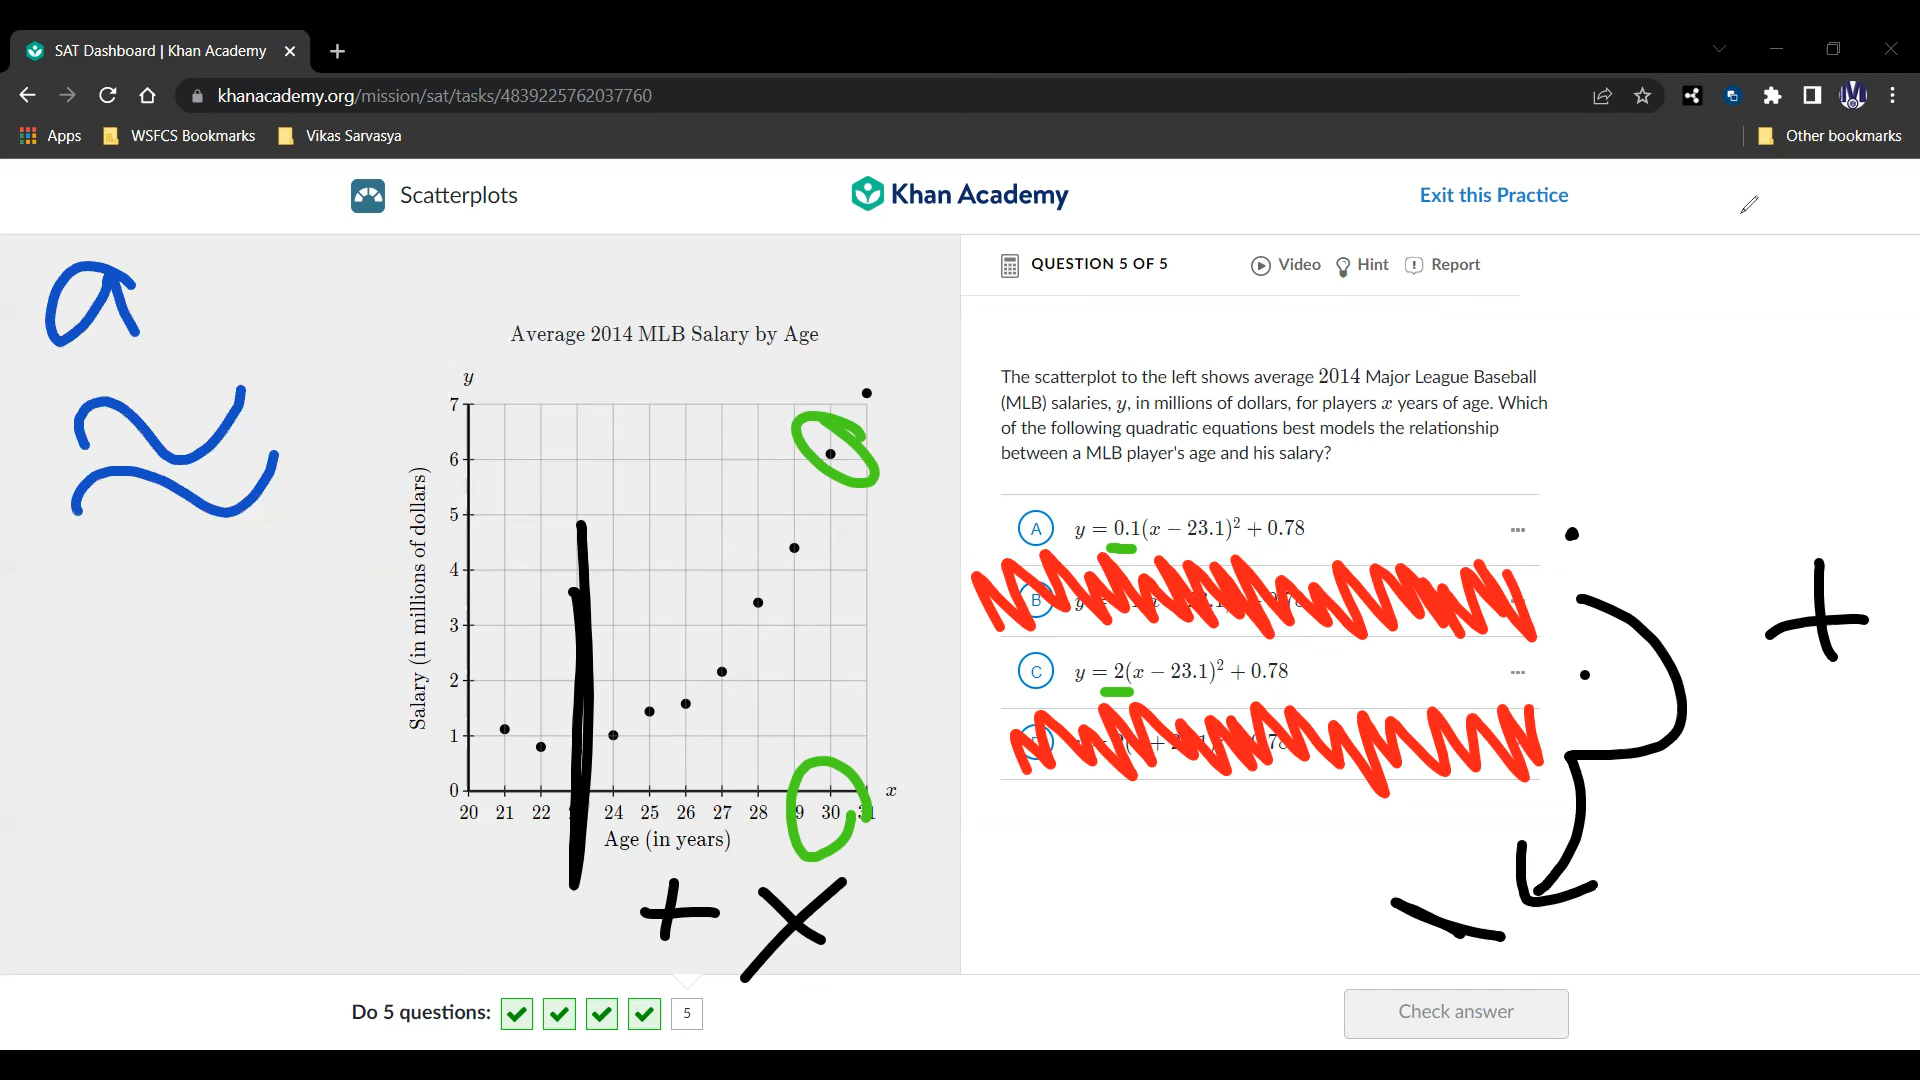 SAT Dashboard | Khan Academy
khanacademy.org/mission/sat/tasks/4839225762037760
Apps WSFCS Bookmarks Vikas Sarvasya Other bookmarks
Scatterplots
Khan Academy
Exit this Practice
a
≈
Average 2014 MLB Salary by Age
y
7
6
5
4
3
2
1
0
Salary (in millions of dollars)
20 21 22 24 25 26 27 28 9 30 31
x
Age (in years)
+ X
QUESTION 5 OF 5
Video Hint Report
The scatterplot to the left shows average 2014 Major League Baseball
(MLB) salaries, y, in millions of dollars, for players x years of age. Which
of the following quadratic equations best models the relationship
between a MLB player's age and his salary?
A y = 0.1(x − 23.1)² + 0.78
B
C y = 2(x − 23.1)² + 0.78
+
Do 5 questions: 5
Check answer